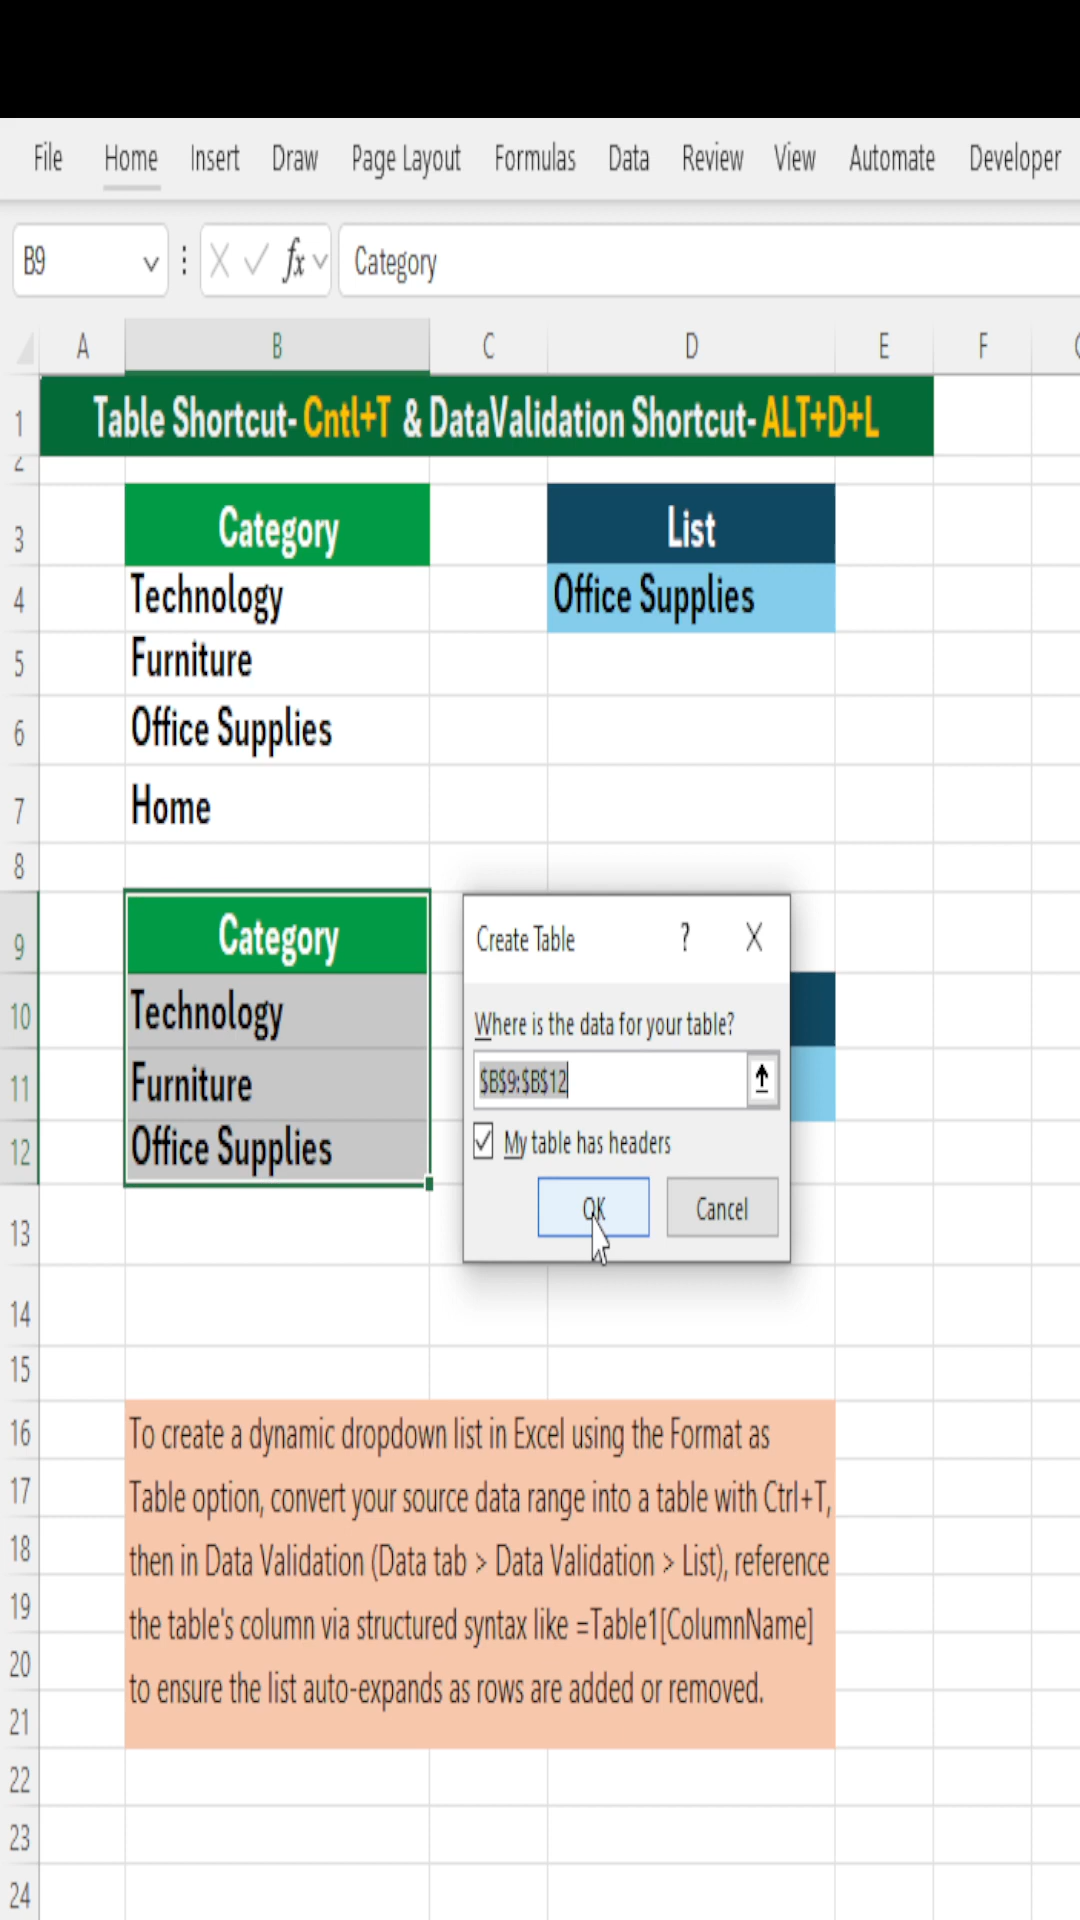 File Home Insert Draw Page Layout Formulas Data Review View Automate Developer
B9 fx Category
A B C D E F
1 Table Shortcut- Cntl+T & DataValidation Shortcut- ALT+D+L
2
3 Category List
4 Technology Office Supplies
5 Furniture
6 Office Supplies
7 Home
8
9 Category
10 Technology
11 Furniture
12 Office Supplies
Create Table ? X
Where is the data for your table?
$B$9:$B$12
My table has headers
OK Cancel
13
14
15
16 To create a dynamic dropdown list in Excel using the Format as
17 Table option, convert your source data range into a table with Ctrl+T,
18 then in Data Validation (Data tab > Data Validation > List), reference
19 the table's column via structured syntax like =Table1[ColumnName]
20 to ensure the list auto-expands as rows are added or removed.
21
22
23
24